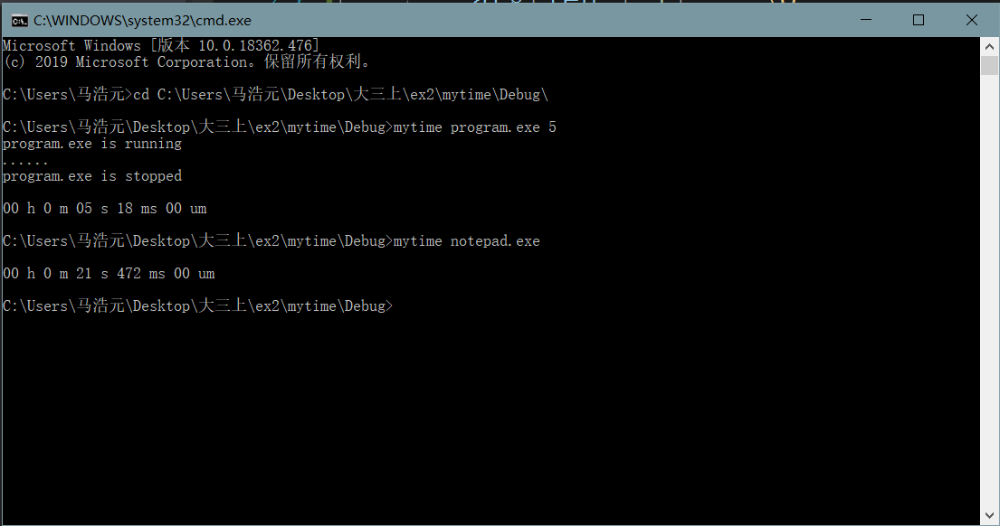 C:\WINDOWS\system32\cmd.exe
Microsoft Windows [版本 10.0.18362.476]
(c) 2019 Microsoft Corporation。保留所有权利。
C:\Users\马浩元>cd C:\Users\马浩元\Desktop\大三上\ex2\mytime\Debug\
C:\Users\马浩元\Desktop\大三上\ex2\mytime\Debug>mytime program.exe 5
program.exe is running
......
program.exe is stopped
00 h 0 m 05 s 18 ms 00 um
C:\Users\马浩元\Desktop\大三上\ex2\mytime\Debug>mytime notepad.exe
00 h 0 m 21 s 472 ms 00 um
C:\Users\马浩元\Desktop\大三上\ex2\mytime\Debug>